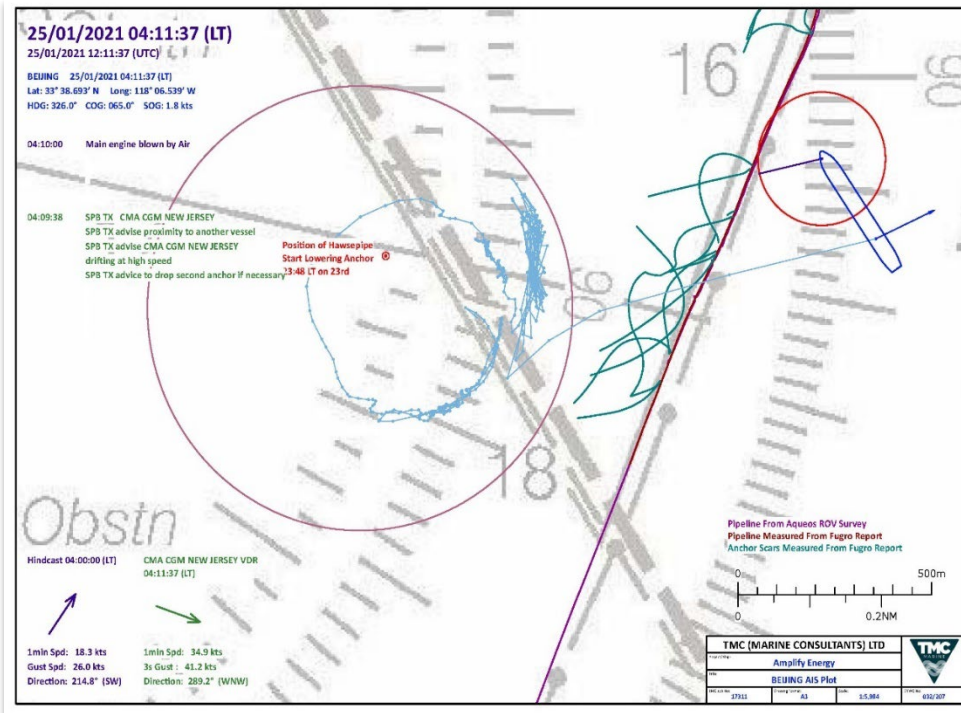 25/01/2021 04:11:37 (LT)
25/01/2021 12:11:37 (UTC)
BEIJING 25/01/2021 04:11:37 (LT)
Lat: 33° 38.693' N Long: 118° 06.539' W
HDG: 326.0° COG: 065.0° SOG: 1.8 kts
04:10:00 Main engine blown by Air
04:09:38 SPB TX CMA CGM NEW JERSEY
SPB TX advise proximity to another vessel
SPB TX advise CMA CGM NEW JERSEY
drifting at high speed
SPB TX advice to drop second anchor if necessary
Position of Hawsepipe
Start Lowering Anchor
23:48 LT on 23rd
16
18
Obstn
Hindcast 04:00:00 (LT)
1min Spd: 18.3 kts
Gust Spd: 26.0 kts
Direction: 214.8° (SW)
CMA CGM NEW JERSEY VDR
04:11:37 (LT)
1min Spd: 34.9 kts
3s Gust : 41.2 kts
Direction: 289.2° (WNW)
Pipeline From Aqueos ROV Survey
Pipeline Measured From Fugro Report
Anchor Scars Measured From Fugro Report
0 500m
0 0.2NM
TMC (MARINE CONSULTANTS) LTD
Amplify Energy
BEIJING AIS Plot
37311 A3 1:5,984 032/207
TMC
MARINE